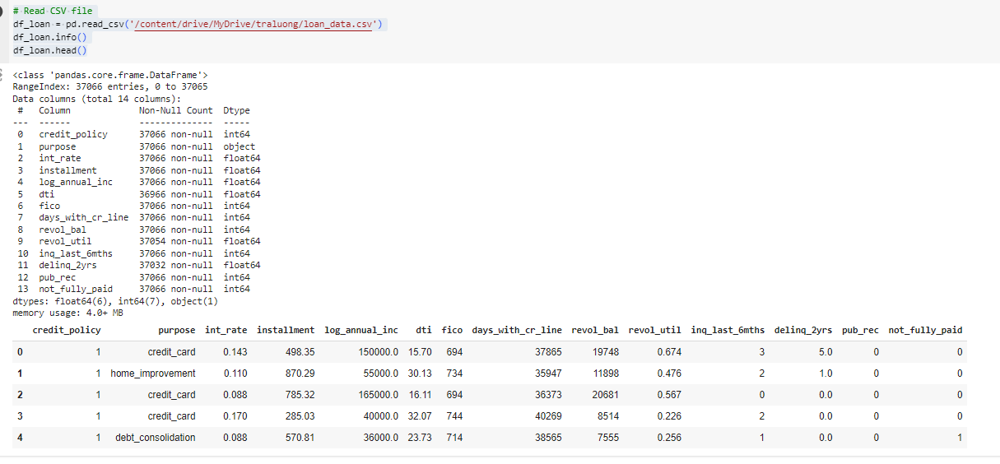 # Read CSV file
df_loan = pd.read_csv('/content/drive/MyDrive/traluong/loan_data.csv')
df_loan.info()
df_loan.head()
<class 'pandas.core.frame.DataFrame'>
RangeIndex: 37066 entries, 0 to 37065
Data columns (total 14 columns):
 #   Column             Non-Null Count  Dtype
---  ------             --------------  -----
 0   credit_policy      37066 non-null  int64
 1   purpose            37066 non-null  object
 2   int_rate           37066 non-null  float64
 3   installment        37066 non-null  float64
 4   log_annual_inc     37066 non-null  float64
 5   dti                36966 non-null  float64
 6   fico               37066 non-null  int64
 7   days_with_cr_line  37066 non-null  int64
 8   revol_bal          37066 non-null  int64
 9   revol_util         37054 non-null  float64
 10  inq_last_6mths     37066 non-null  int64
 11  delinq_2yrs        37032 non-null  float64
 12  pub_rec            37066 non-null  int64
 13  not_fully_paid     37066 non-null  int64
dtypes: float64(6), int64(7), object(1)
memory usage: 4.0+ MB
credit_policy purpose int_rate installment log_annual_inc dti fico days_with_cr_line revol_bal revol_util inq_last_6mths delinq_2yrs pub_rec not_fully_paid
0 1 credit_card 0.143 498.35 150000.0 15.70 694 37865 19748 0.674 3 5.0 0 0
1 1 home_improvement 0.110 870.29 55000.0 30.13 734 35947 11898 0.476 2 1.0 0 0
2 1 credit_card 0.088 785.32 165000.0 16.11 694 36373 20681 0.567 0 0.0 0 0
3 1 credit_card 0.170 285.03 40000.0 32.07 744 40269 8514 0.226 2 0.0 0 0
4 1 debt_consolidation 0.088 570.81 36000.0 23.73 714 38565 7555 0.256 1 0.0 0 1